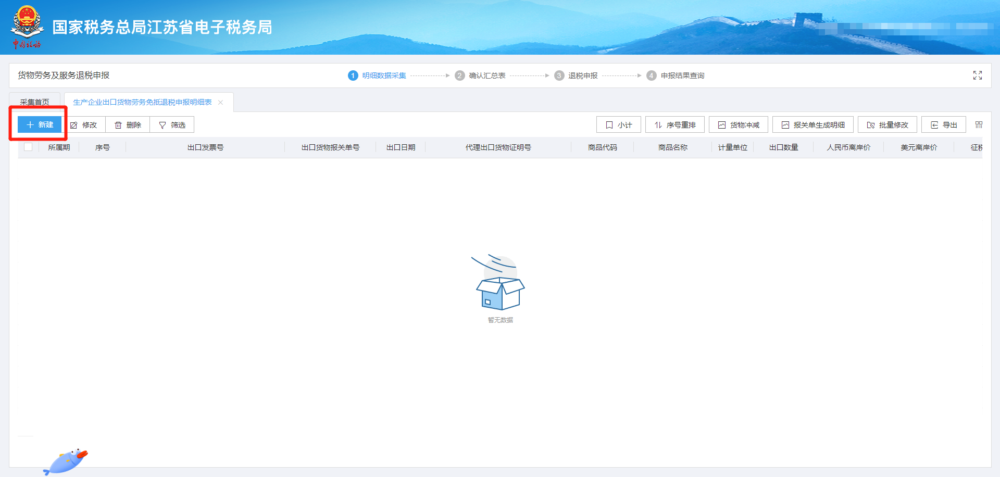 国家税务总局江苏省电子税务局
中国税务
货物劳务及服务退税申报
1 明细数据采集
2 确认汇总表
3 退税申报
4 申报结果查询
采集首页
生产企业出口货物劳务免抵退税申报明细表
新建
修改
删除
筛选
小计
序号重排
货物冲减
报关单生成明细
批量修改
导出
所属期 序号 出口发票号 出口货物报关单号 出口日期 代理出口货物证明号 商品代码 商品名称 计量单位 出口数量 人民币离岸价 美元离岸价 征税
暂无数据